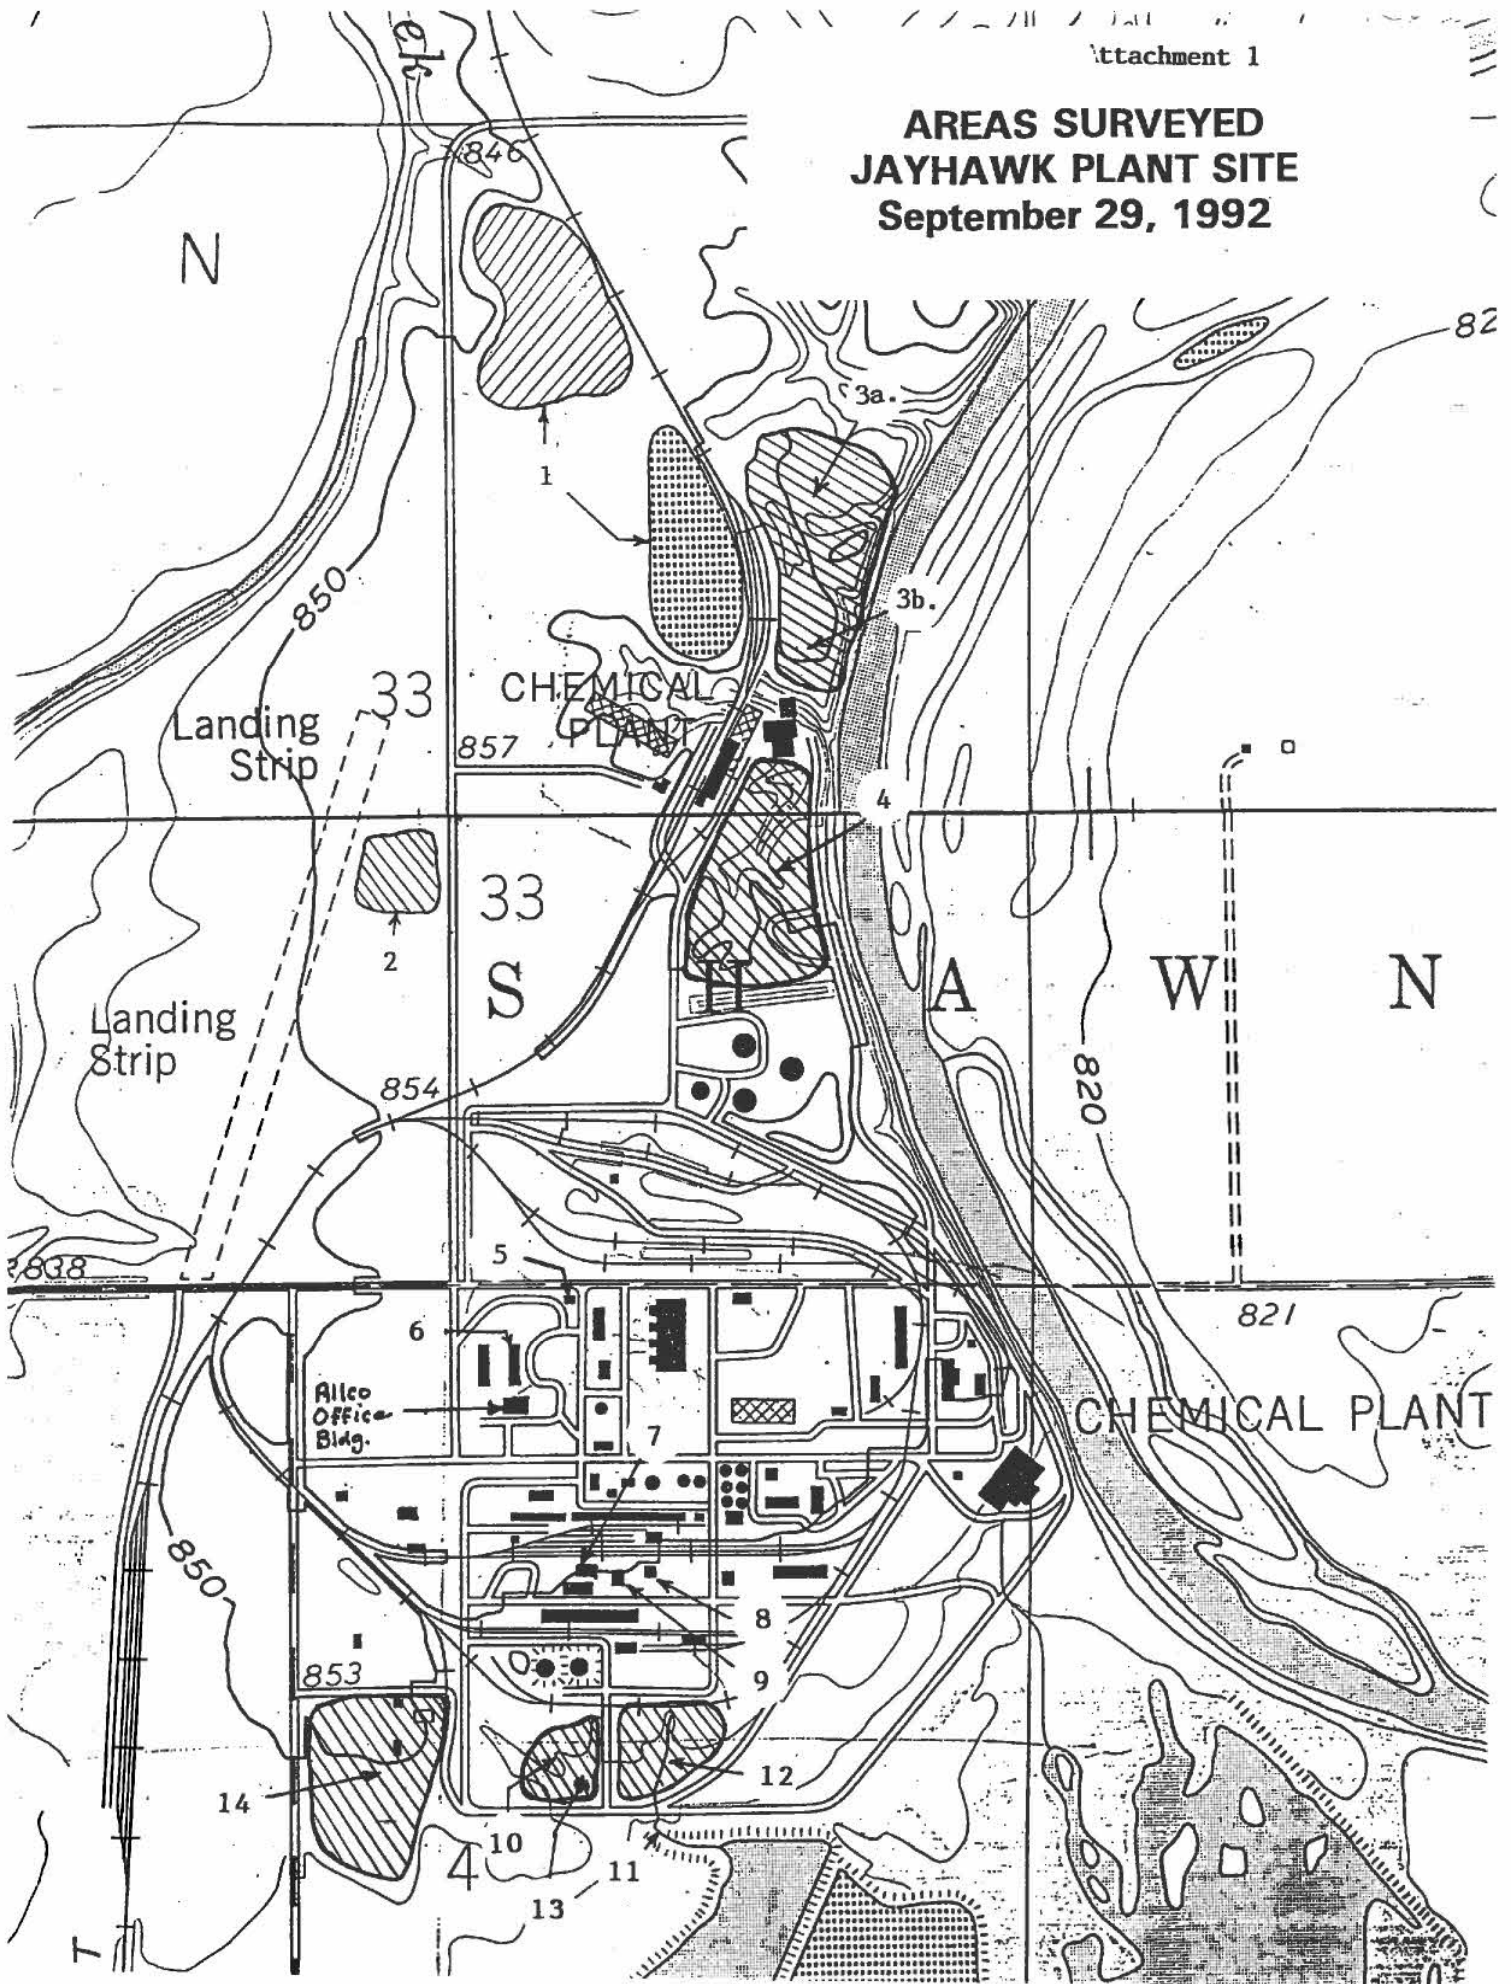 ek
ttachment 1
AREAS SURVEYED
JAYHAWK PLANT SITE
September 29, 1992
846
N
82
3a.
1
850
3b.
33
CHEMICAL
PLANT
Landing
Strip
857
4
33
2
S
H
A
W
N
Landing
Strip
854
820
5
838
821
6
Allco
Office
Bldg.
7
CHEMICAL PLANT
850
8
853
9
12
14
10
4
11
13
T